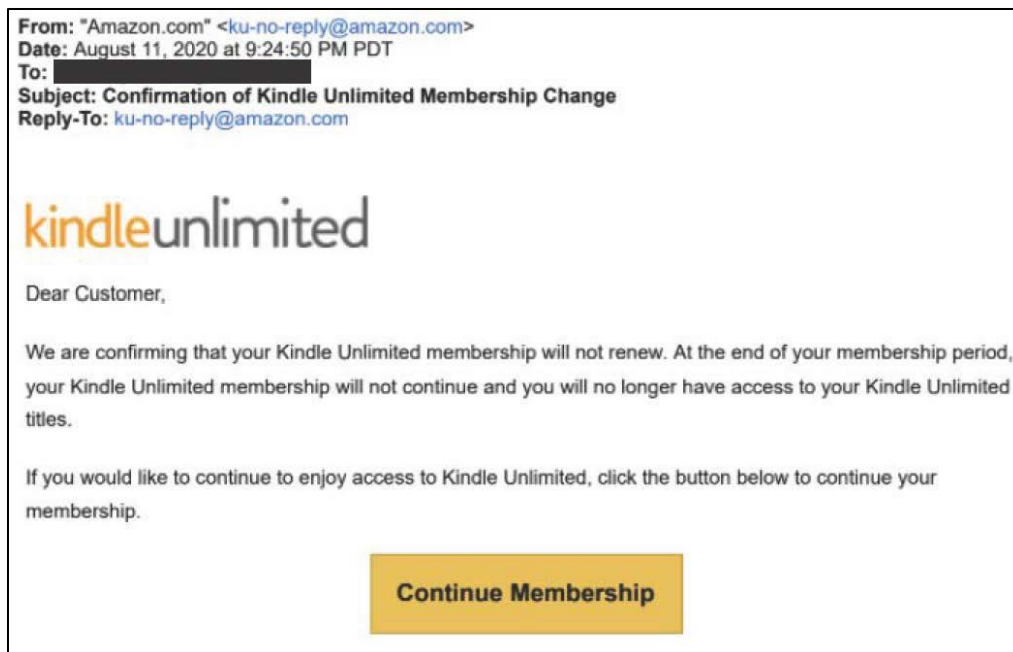 From: "Amazon.com" <ku-no-reply@amazon.com>
Date: August 11, 2020 at 9:24:50 PM PDT
To:
Subject: Confirmation of Kindle Unlimited Membership Change
Reply-To: ku-no-reply@amazon.com
kindleunlimited
Dear Customer,
We are confirming that your Kindle Unlimited membership will not renew. At the end of your membership period,
your Kindle Unlimited membership will not continue and you will no longer have access to your Kindle Unlimited
titles.
If you would like to continue to enjoy access to Kindle Unlimited, click the button below to continue your
membership.
Continue Membership